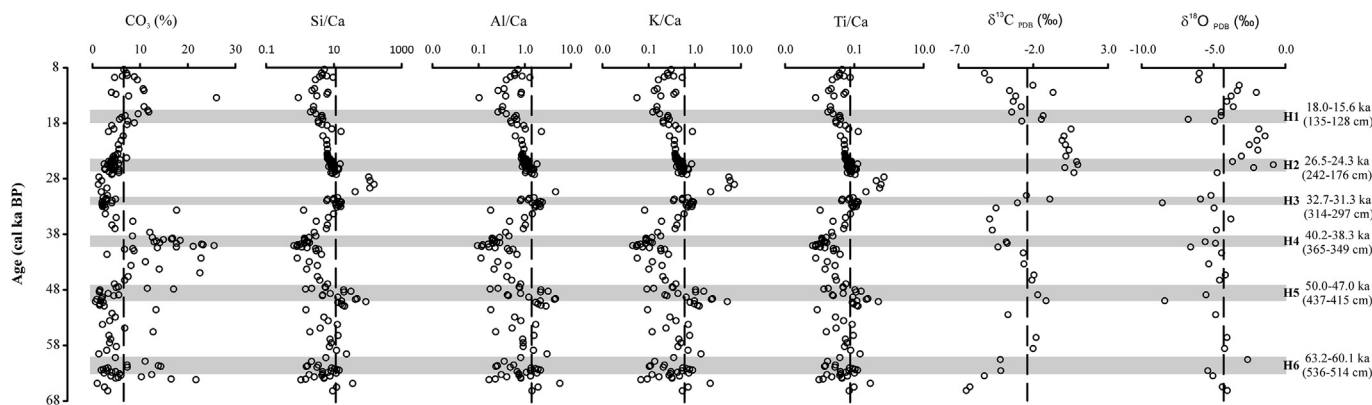 CO3 (%) Si/Ca Al/Ca K/Ca Ti/Ca δ13C PDB (‰) δ18O PDB (‰)
0 10 20 30 0.1 10 1000 0.0 0.1 10.0 0.0 0.1 1.0 10.0 0.0 0.1 10.0 -7.0 -2.0 3.0 -10.0 -5.0 0.0
8
18
28
38
48
58
68
Age (cal ka BP)
H1 18.0-15.6 ka
(135-128 cm)
H2 26.5-24.3 ka
(242-176 cm)
H3 32.7-31.3 ka
(314-297 cm)
H4 40.2-38.3 ka
(365-349 cm)
H5 50.0-47.0 ka
(437-415 cm)
H6 63.2-60.1 ka
(536-514 cm)